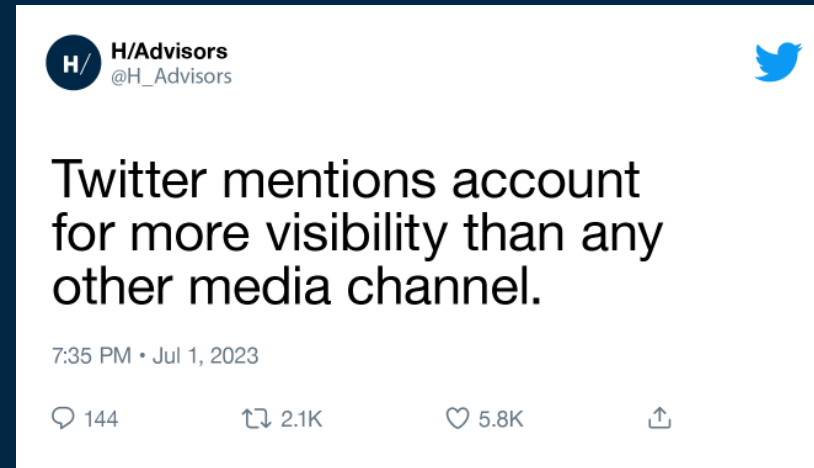 H/
H/Advisors
@H_Advisors
Twitter mentions account
for more visibility than any
other media channel.
7:35 PM • Jul 1, 2023
144 2.1K 5.8K